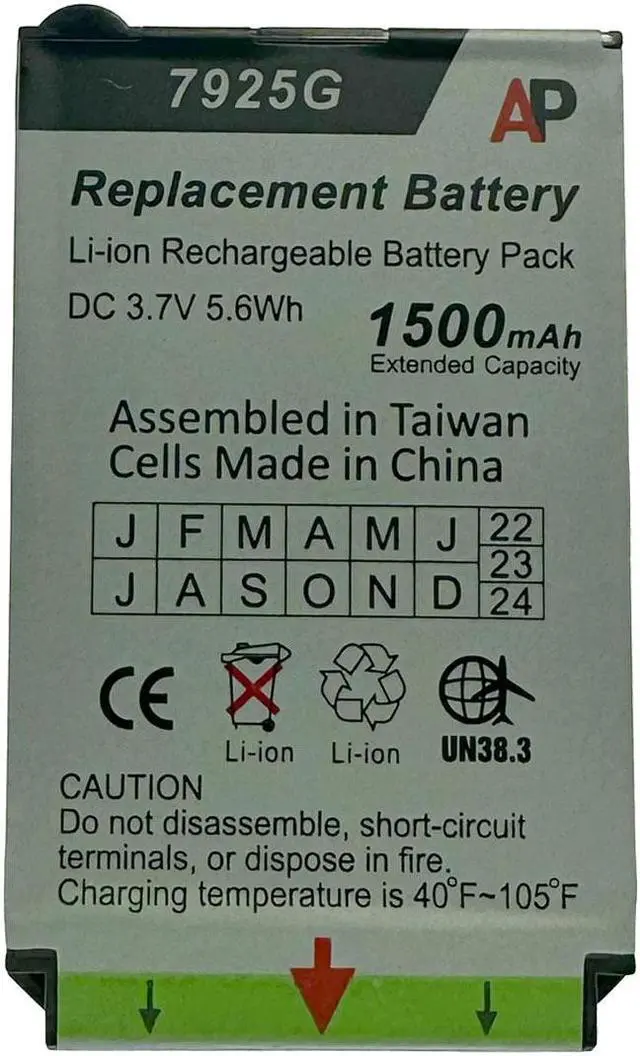 7925G
AP
Replacement Battery
Li-ion Rechargeable Battery Pack
DC 3.7V 5.6Wh
1500mAh
Extended Capacity
Assembled in Taiwan
Cells Made in China
J F M A M J 22
23
J A S O N D 24
CE
Li-ion Li-ion UN38.3
CAUTION
Do not disassemble, short-circuit
terminals, or dispose in fire.
Charging temperature is 40°F~105°F